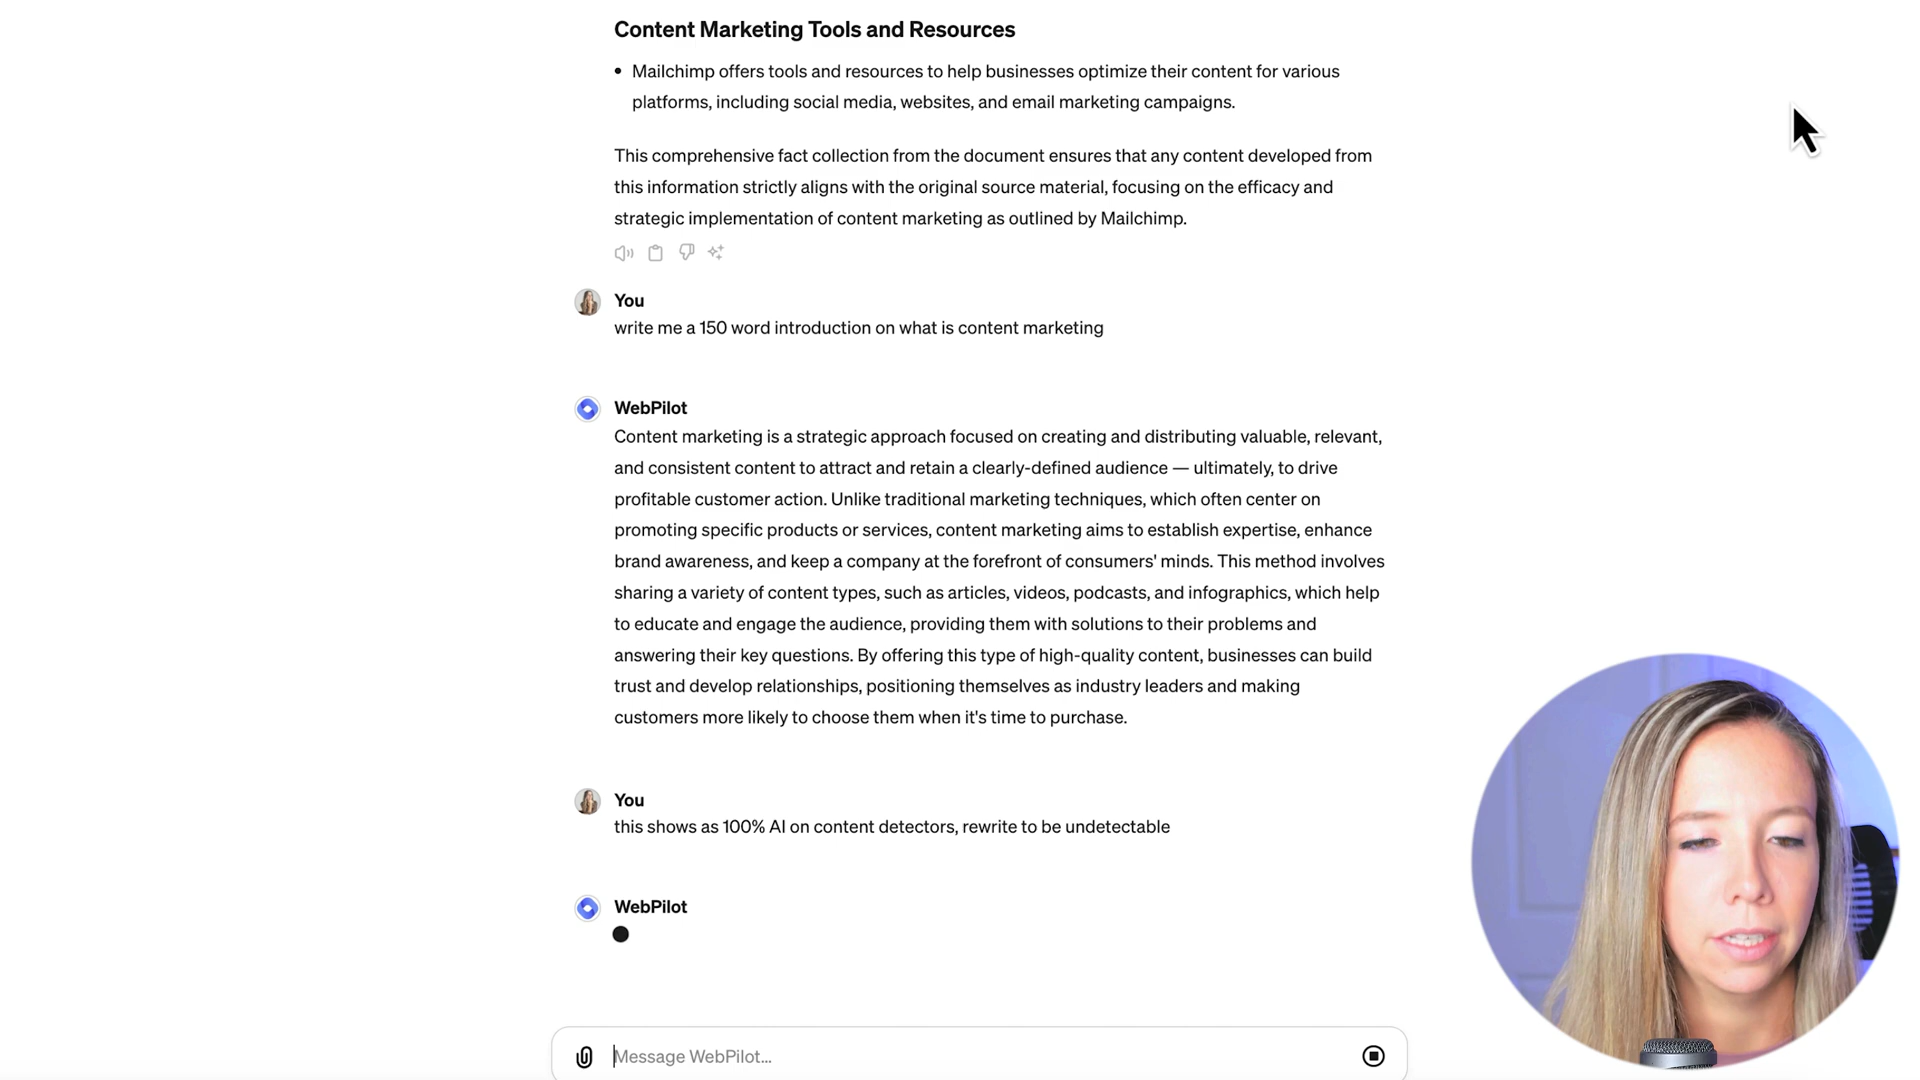 Content Marketing Tools and Resources
• Mailchimp offers tools and resources to help businesses optimize their content for various
platforms, including social media, websites, and email marketing campaigns.
This comprehensive fact collection from the document ensures that any content developed from
this information strictly aligns with the original source material, focusing on the efficacy and
strategic implementation of content marketing as outlined by Mailchimp.
You
write me a 150 word introduction on what is content marketing
WebPilot
Content marketing is a strategic approach focused on creating and distributing valuable, relevant,
and consistent content to attract and retain a clearly-defined audience — ultimately, to drive
profitable customer action. Unlike traditional marketing techniques, which often center on
promoting specific products or services, content marketing aims to establish expertise, enhance
brand awareness, and keep a company at the forefront of consumers' minds. This method involves
sharing a variety of content types, such as articles, videos, podcasts, and infographics, which help
to educate and engage the audience, providing them with solutions to their problems and
answering their key questions. By offering this type of high-quality content, businesses can build
trust and develop relationships, positioning themselves as industry leaders and making
customers more likely to choose them when it's time to purchase.
You
this shows as 100% AI on content detectors, rewrite to be undetectable
WebPilot
Message WebPilot...